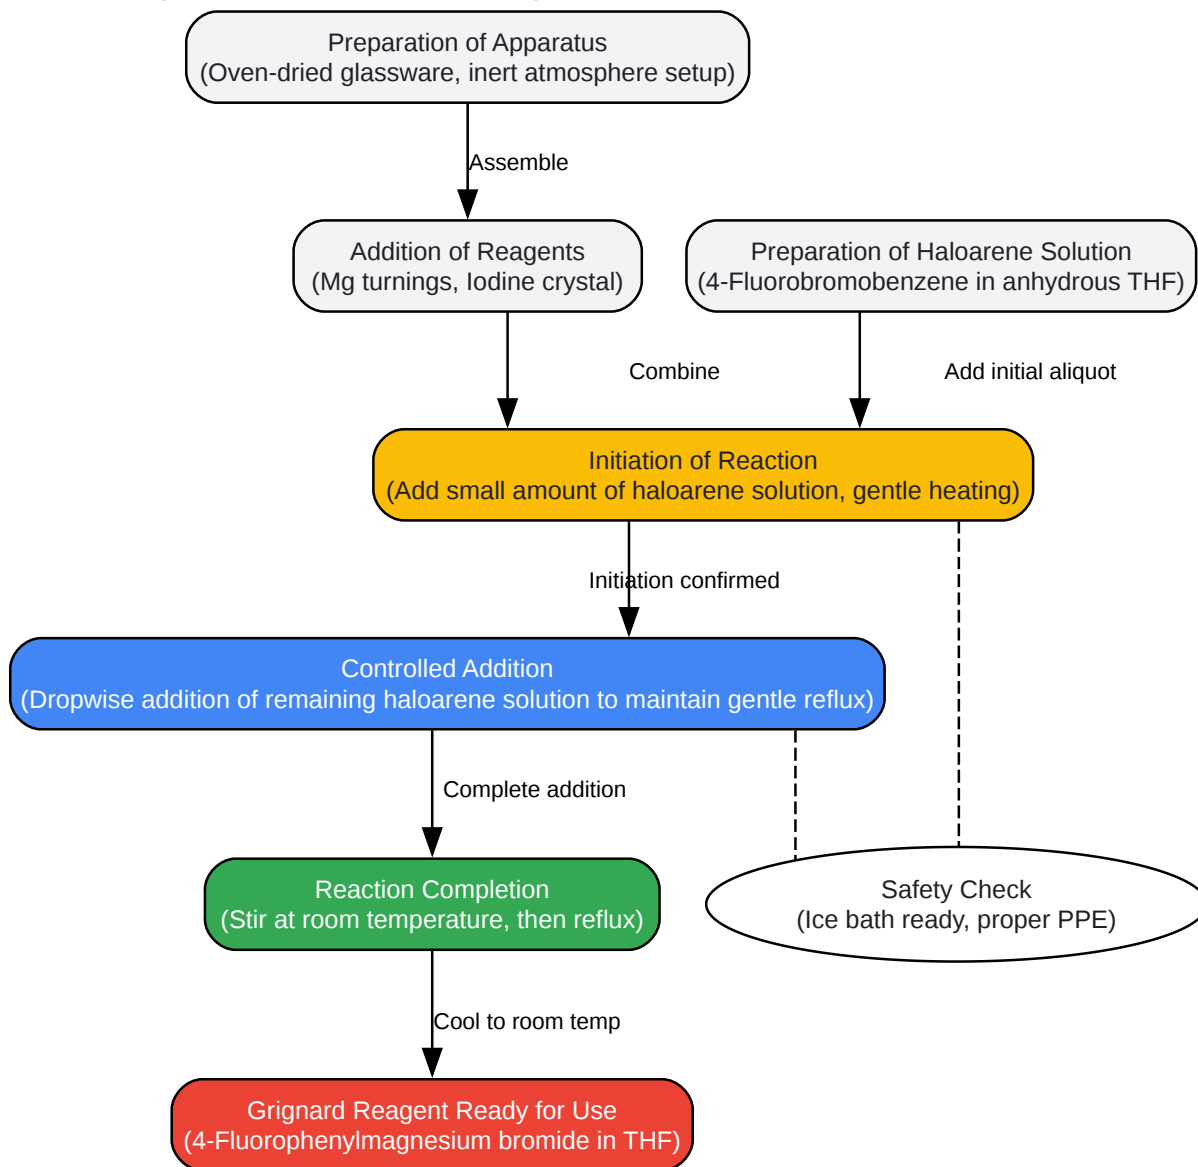 Preparation of Apparatus
(Oven-dried glassware, inert atmosphere setup)
Assemble
Addition of Reagents
(Mg turnings, Iodine crystal)
Preparation of Haloarene Solution
(4-Fluorobromobenzene in anhydrous THF)
Combine
Add initial aliquot
Initiation of Reaction
(Add small amount of haloarene solution, gentle heating)
Initiation confirmed
Controlled Addition
(Dropwise addition of remaining haloarene solution to maintain gentle reflux)
Complete addition
Reaction Completion
(Stir at room temperature, then reflux)
Safety Check
(Ice bath ready, proper PPE)
Cool to room temp
Grignard Reagent Ready for Use
(4-Fluorophenylmagnesium bromide in THF)